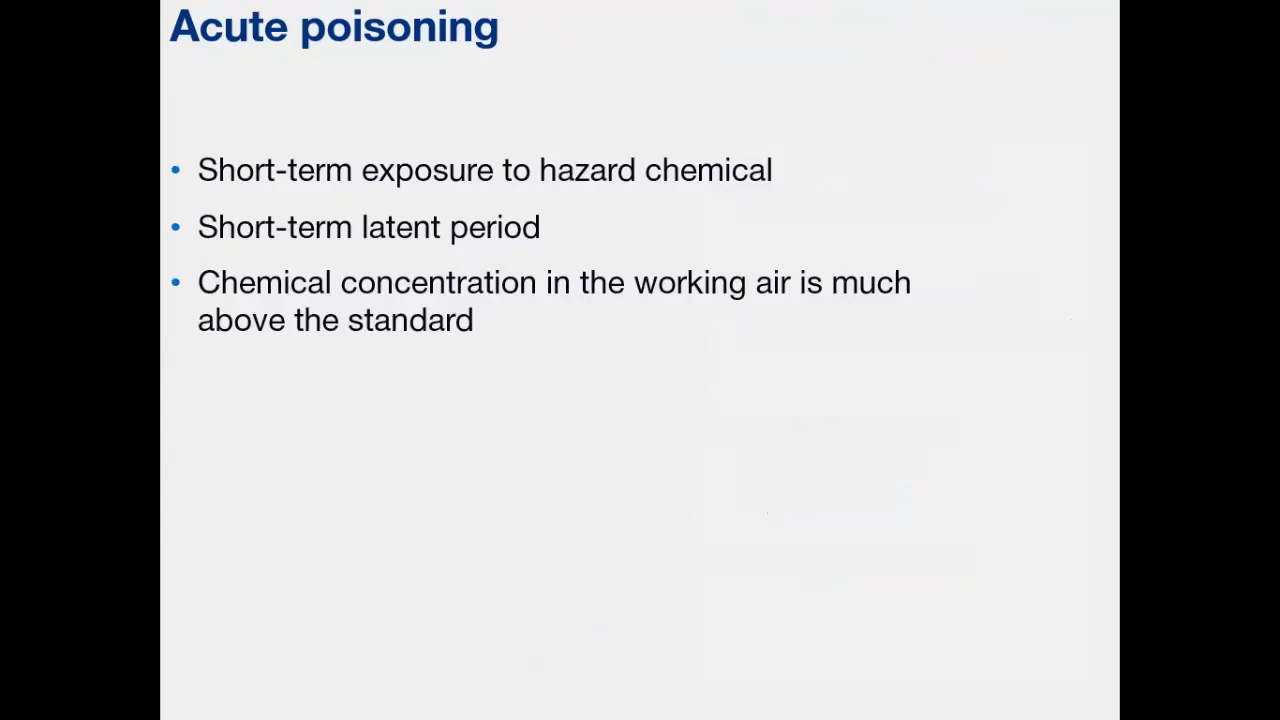 Acute poisoning
• Short-term exposure to hazard chemical
• Short-term latent period
• Chemical concentration in the working air is much
above the standard